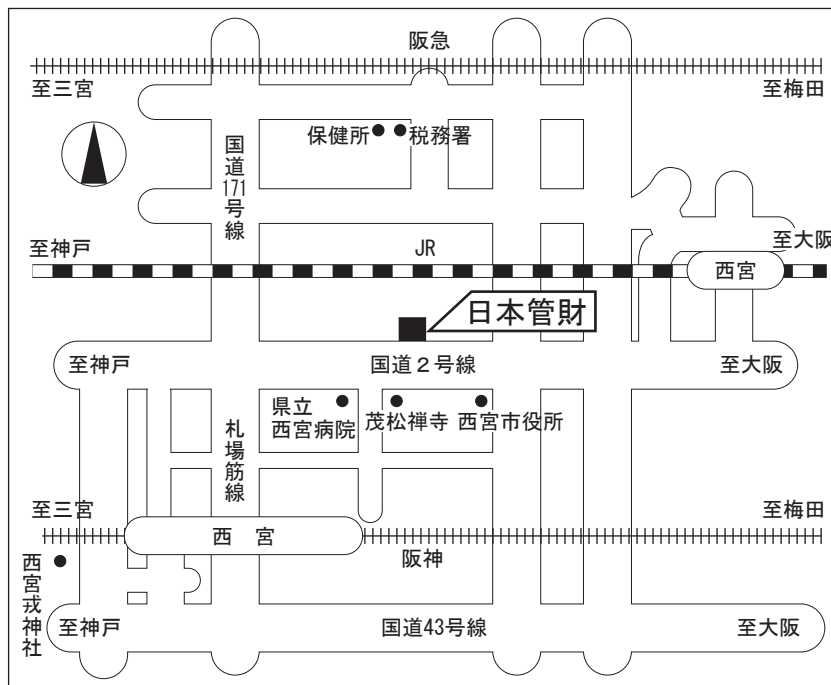 阪急
至三宮
至梅田
保健所
税務署
国道171号線
至神戸
JR
至大阪
西宮
日本管財
至神戸
国道２号線
至大阪
県立
西宮病院
茂松禅寺
西宮市役所
札場筋線
至三宮
至梅田
西 宮
阪神
西宮戎神社
至神戸
国道43号線
至大阪